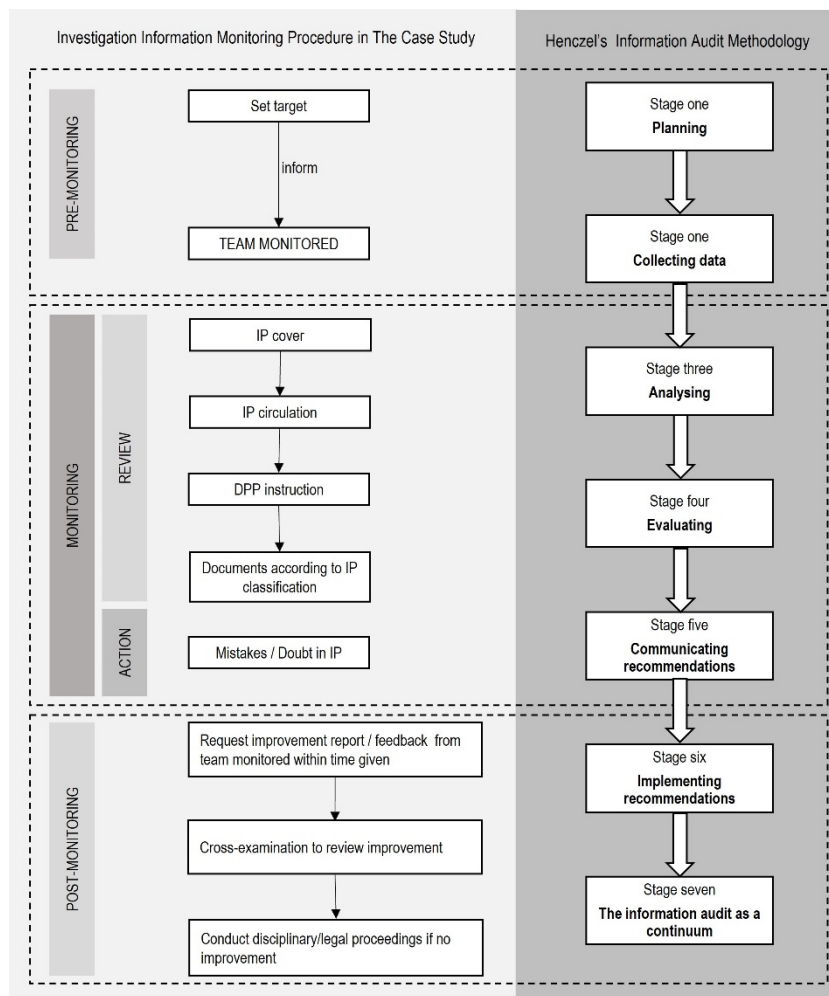 Investigation Information Monitoring Procedure in The Case Study
Henczel's Information Audit Methodology
PRE-MONITORING
Set target
inform
TEAM MONITORED
Stage one
Planning
Stage one
Collecting data
MONITORING
REVIEW
IP cover
IP circulation
DPP instruction
Documents according to IP
classification
ACTION
Mistakes / Doubt in IP
Stage three
Analysing
Stage four
Evaluating
Stage five
Communicating
recommendations
POST-MONITORING
Request improvement report / feedback from
team monitored within time given
Cross-examination to review improvement
Conduct disciplinary/legal proceedings if no
improvement
Stage six
Implementing
recommendations
Stage seven
The information audit as a
continuum